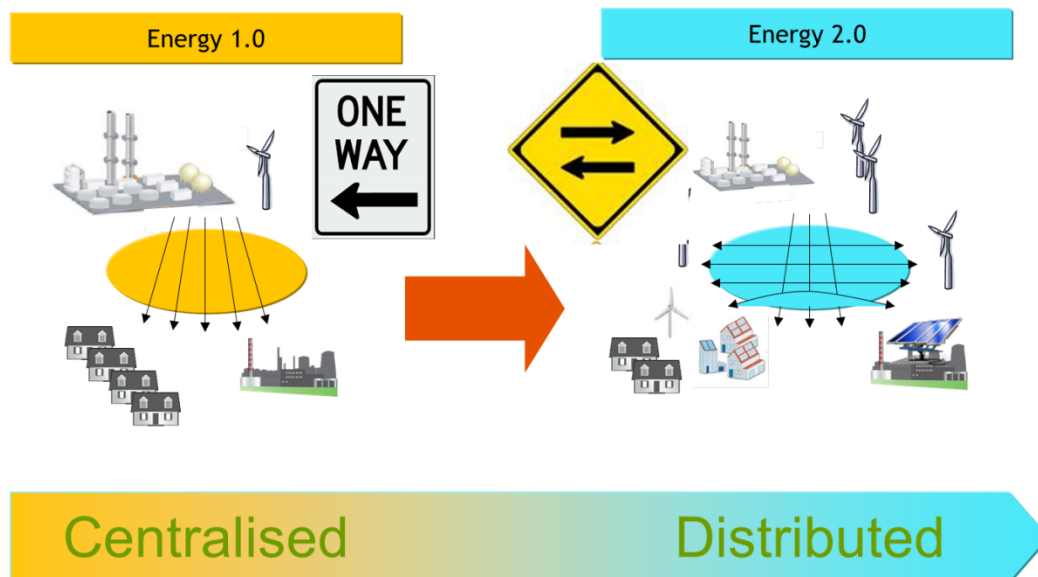 Energy 1.0
Energy 2.0
ONE
WAY
Centralised
Distributed